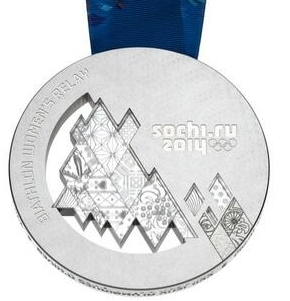 BIATHLON WOMEN'S RELAY
sochi.ru
2014